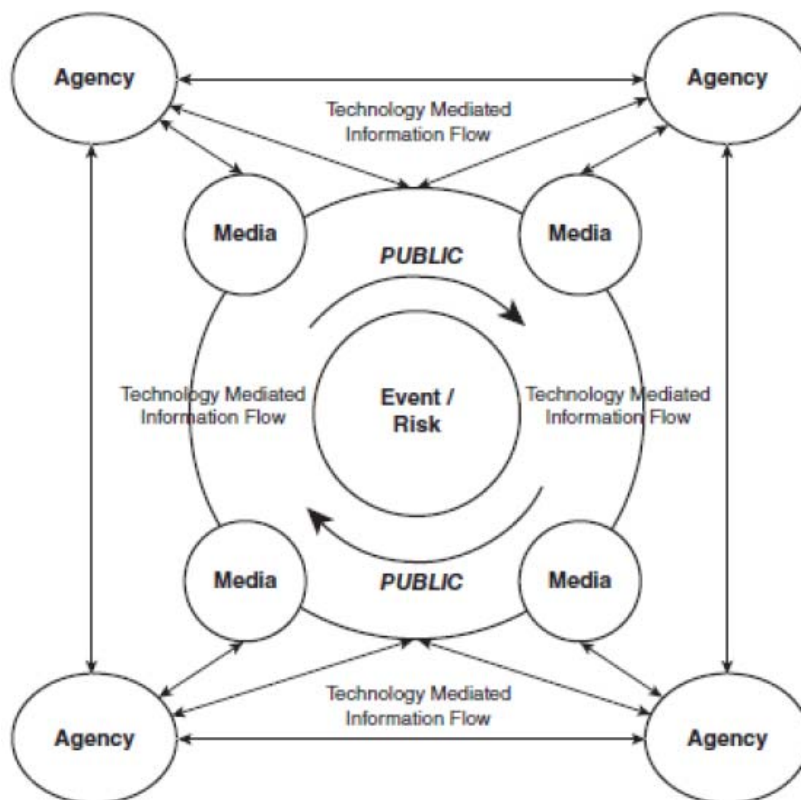 Agency
Agency
Technology Mediated
Information Flow
Media
Media
PUBLIC
Technology Mediated
Information Flow
Event /
Risk
Technology Mediated
Information Flow
Media
PUBLIC
Media
Technology Mediated
Information Flow
Agency
Agency